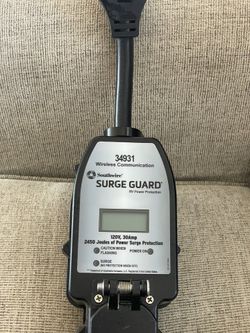 34931
Wireless Communication
Southwire®
SURGE GUARD®
RV Power Protection
120V, 30Amp
2450 Joules of Power Surge Protection
CAUTION WHEN
FLASHING
POWER ON
SURGE